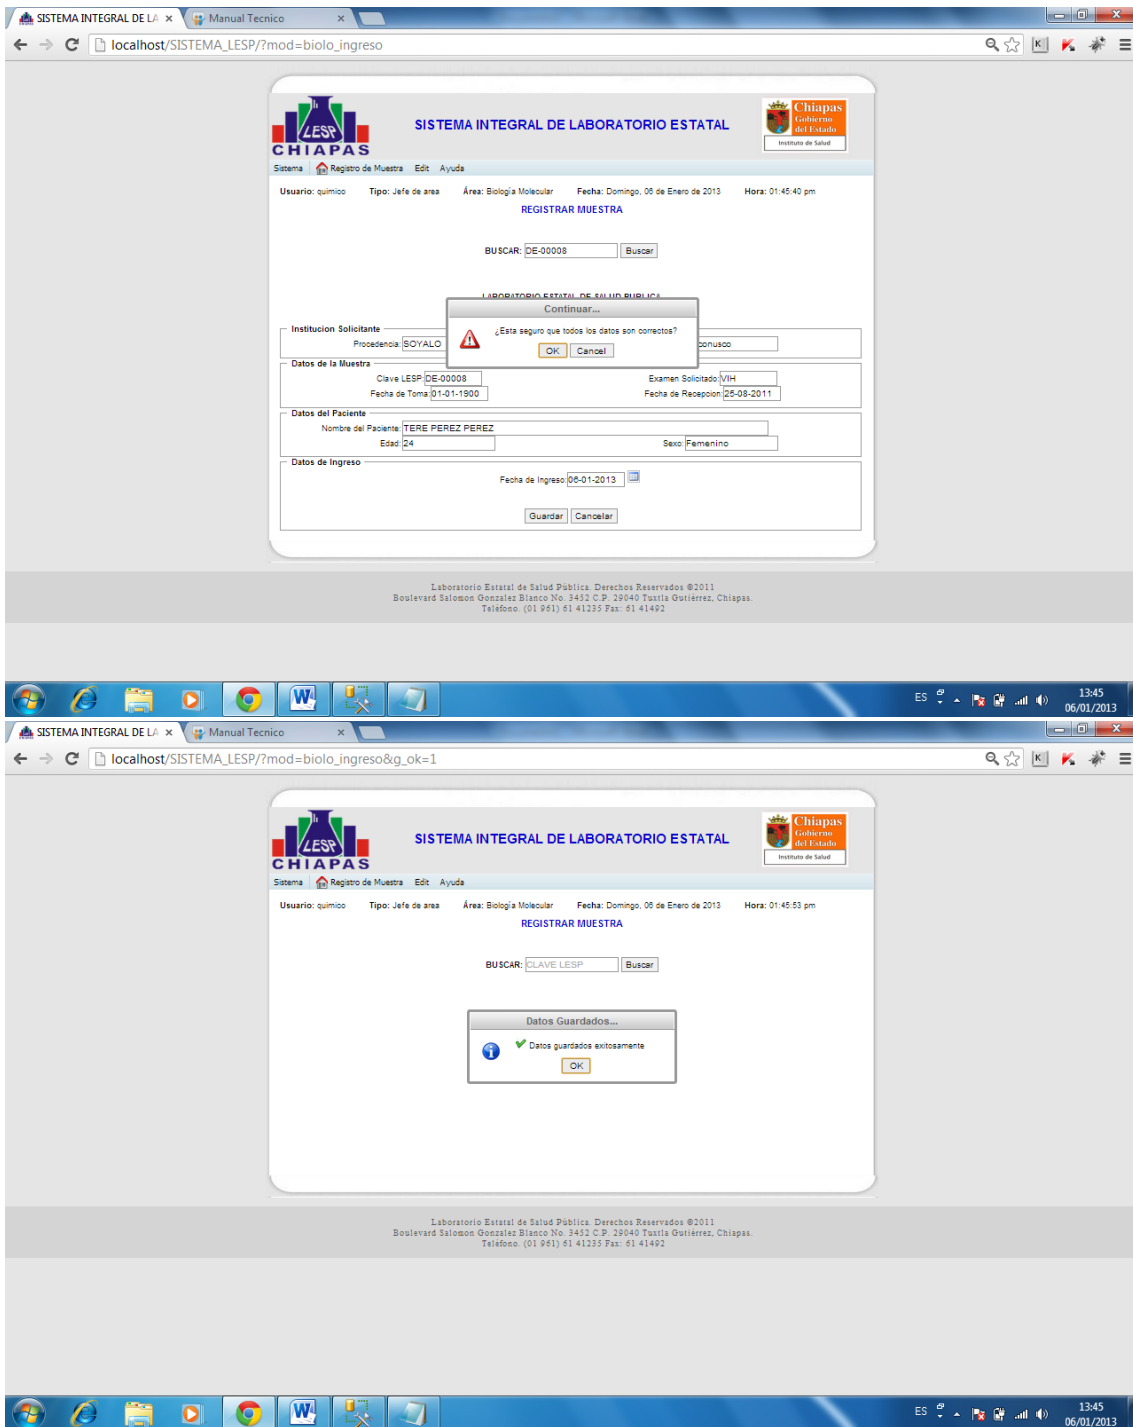 SISTEMA INTEGRAL DE LA
Manual Tecnico
localhost/SISTEMA_LESP/?mod=biolo_ingreso
LESP
CHIAPAS
SISTEMA INTEGRAL DE LABORATORIO ESTATAL
Chiapas
Gobierno
del Estado
Instituto de Salud
Sistema Registro de Muestra Edit Ayuda
Usuario: quimico Tipo: Jefe de area Área: Biología Molecular Fecha: Domingo, 06 de Enero de 2013 Hora: 01:45:40 pm
REGISTRAR MUESTRA
BUSCAR: DE-00008 Buscar
LABORATORIO ESTATAL DE SALUD PUBLICA
Continuar...
¿Esta seguro que todos los datos son correctos?
OK Cancel
Institucion Solicitante
Procedencia: SOYALO conusco
Datos de la Muestra
Clave LESP: DE-00008 Examen Solicitado: VIH
Fecha de Toma: 01-01-1900 Fecha de Recepcion: 25-08-2011
Datos del Paciente
Nombre del Paciente: TERE PEREZ PEREZ
Edad: 24 Sexo: Femenino
Datos de Ingreso
Fecha de Ingreso: 06-01-2013
Guardar Cancelar
Laboratorio Estatal de Salud Pública. Derechos Reservados ©2011
Boulevard Salomon Gonzalez Blanco No. 3452 C.P. 29040 Tuxtla Gutiérrez, Chiapas.
Teléfono. (01 961) 61 41235 Fax: 61 41492
ES 13:45
06/01/2013
SISTEMA INTEGRAL DE LA
Manual Tecnico
localhost/SISTEMA_LESP/?mod=biolo_ingreso&g_ok=1
LESP
CHIAPAS
SISTEMA INTEGRAL DE LABORATORIO ESTATAL
Chiapas
Gobierno
del Estado
Instituto de Salud
Sistema Registro de Muestra Edit Ayuda
Usuario: quimico Tipo: Jefe de area Área: Biología Molecular Fecha: Domingo, 06 de Enero de 2013 Hora: 01:45:53 pm
REGISTRAR MUESTRA
BUSCAR: CLAVE LESP Buscar
Datos Guardados...
Datos guardados exitosamente
OK
Laboratorio Estatal de Salud Pública. Derechos Reservados ©2011
Boulevard Salomon Gonzalez Blanco No. 3452 C.P. 29040 Tuxtla Gutiérrez, Chiapas.
Teléfono. (01 961) 61 41235 Fax: 61 41492
ES 13:45
06/01/2013